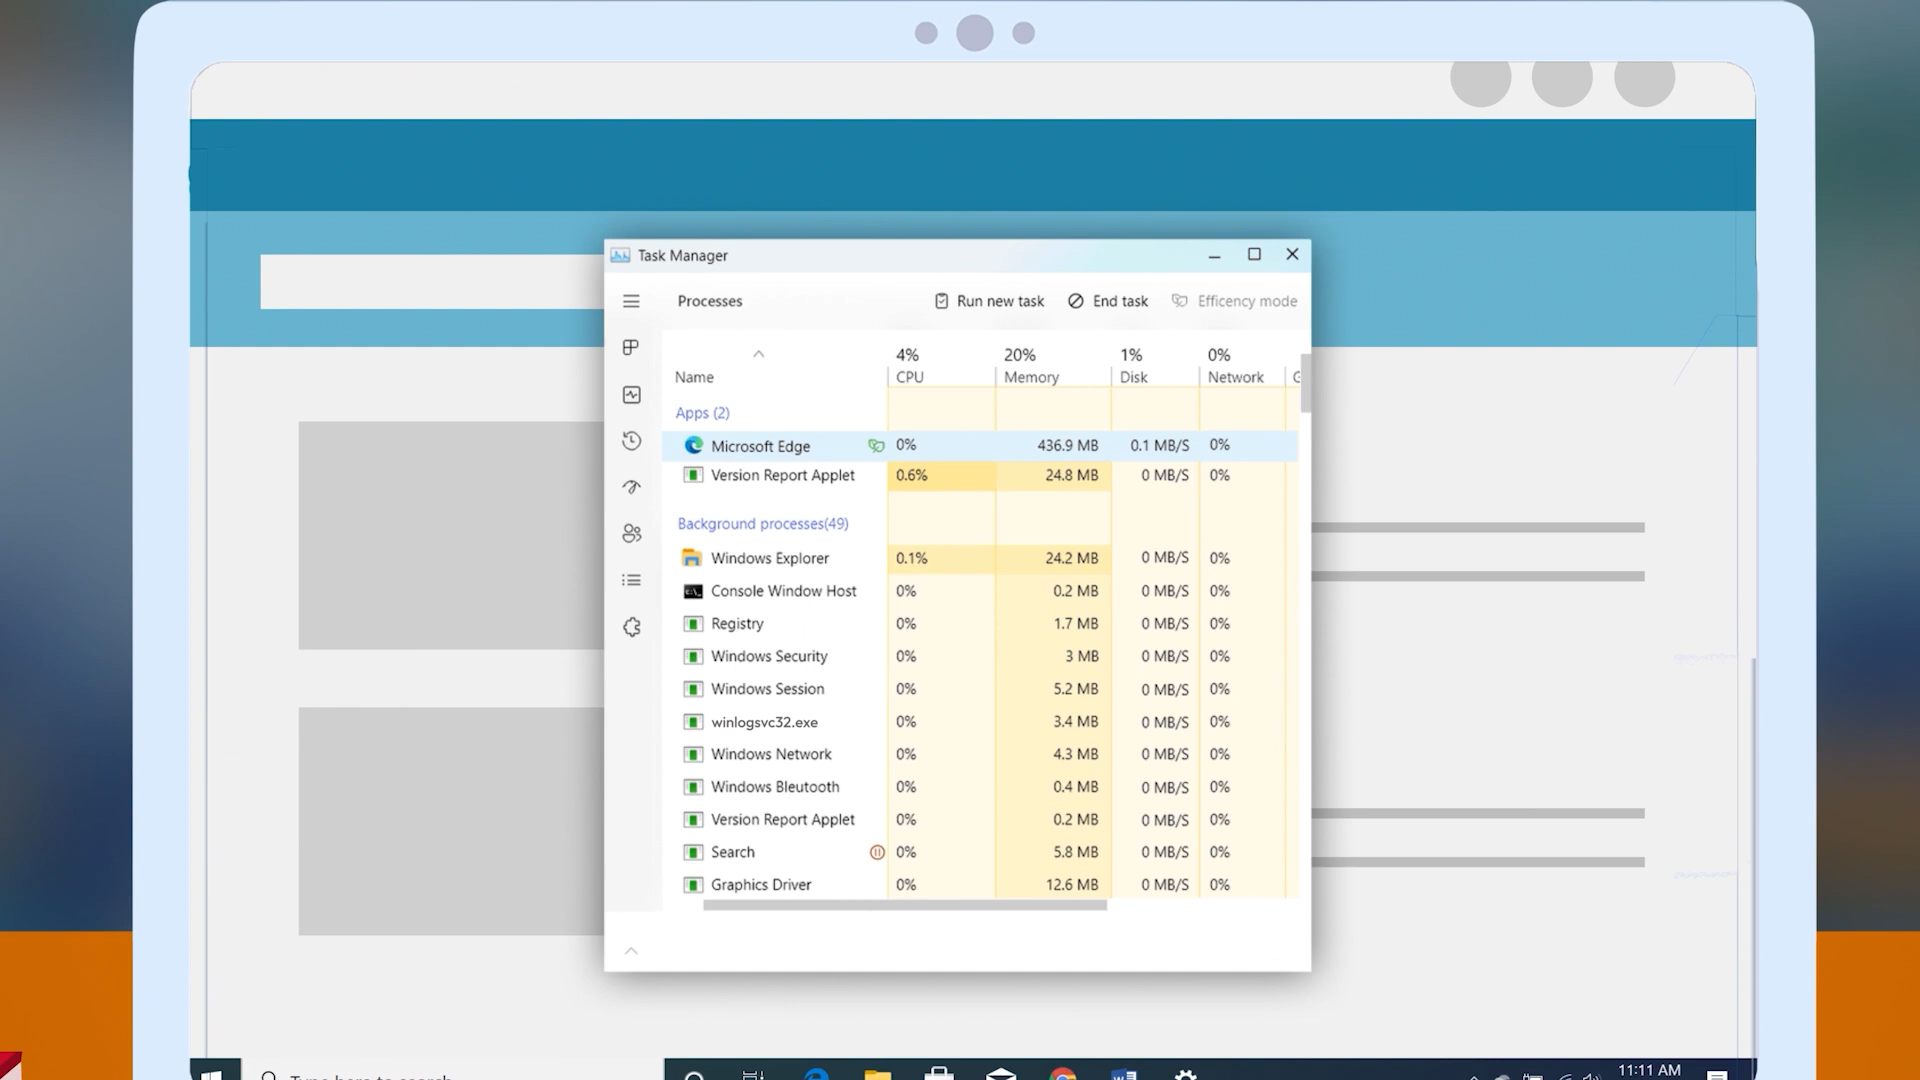 Task Manager
Processes Run new task End task Efficency mode
4% 20% 1% 0%
Name CPU Memory Disk Network G
Apps (2)
Microsoft Edge 0% 436.9 MB 0.1 MB/S 0%
Version Report Applet 0.6% 24.8 MB 0 MB/S 0%
Background processes(49)
Windows Explorer 0.1% 24.2 MB 0 MB/S 0%
Console Window Host 0% 0.2 MB 0 MB/S 0%
Registry 0% 1.7 MB 0 MB/S 0%
Windows Security 0% 3 MB 0 MB/S 0%
Windows Session 0% 5.2 MB 0 MB/S 0%
winlogsvc32.exe 0% 3.4 MB 0 MB/S 0%
Windows Network 0% 4.3 MB 0 MB/S 0%
Windows Bleutooth 0% 0.4 MB 0 MB/S 0%
Version Report Applet 0% 0.2 MB 0 MB/S 0%
Search 0% 5.8 MB 0 MB/S 0%
Graphics Driver 0% 12.6 MB 0 MB/S 0%
Type here to search 11:11 AM